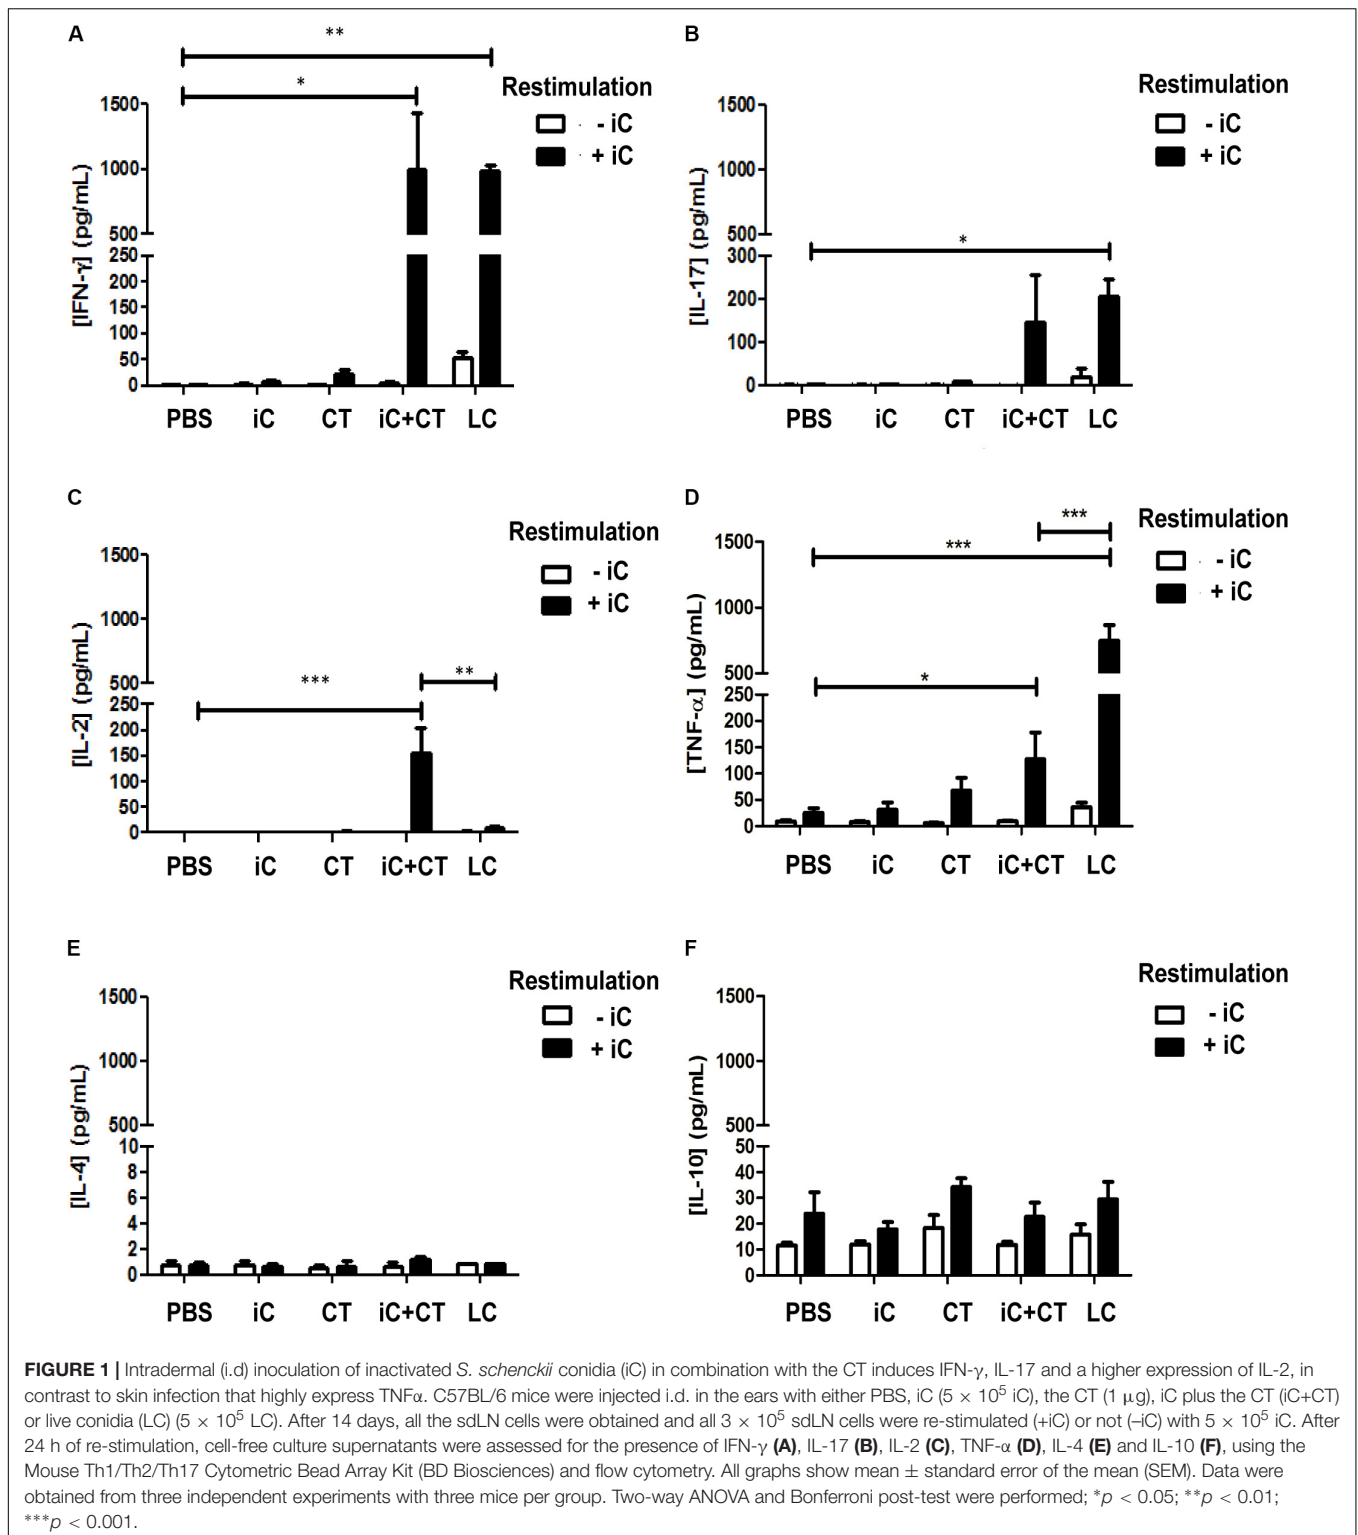 A
**
*
Restimulation
- iC
+ iC
[IFN-γ] (pg/mL)
1500
1000
500
250
200
150
100
50
0
PBS iC CT iC+CT LC
B
*
Restimulation
- iC
+ iC
[IL-17] (pg/mL)
1500
1000
500
300
200
100
0
PBS iC CT iC+CT LC
C
***
**
Restimulation
- iC
+ iC
[IL-2] (pg/mL)
1500
1000
500
250
200
150
100
50
0
PBS iC CT iC+CT LC
D
***
***
*
Restimulation
- iC
+ iC
[TNF-α] (pg/mL)
1500
1000
500
250
200
150
100
50
0
PBS iC CT iC+CT LC
E
Restimulation
- iC
+ iC
[IL-4] (pg/mL)
1500
1000
500
10
8
6
4
2
0
PBS iC CT iC+CT LC
F
Restimulation
- iC
+ iC
[IL-10] (pg/mL)
1500
1000
500
50
40
30
20
10
0
PBS iC CT iC+CT LC
FIGURE 1 | Intradermal (i.d) inoculation of inactivated S. schenckii conidia (iC) in combination with the CT induces IFN-γ, IL-17 and a higher expression of IL-2, in
contrast to skin infection that highly express TNFα. C57BL/6 mice were injected i.d. in the ears with either PBS, iC (5 × 10⁵ iC), the CT (1 μg), iC plus the CT (iC+CT)
or live conidia (LC) (5 × 10⁵ LC). After 14 days, all the sdLN cells were obtained and all 3 × 10⁵ sdLN cells were re-stimulated (+iC) or not (–iC) with 5 × 10⁵ iC. After
24 h of re-stimulation, cell-free culture supernatants were assessed for the presence of IFN-γ (A), IL-17 (B), IL-2 (C), TNF-α (D), IL-4 (E) and IL-10 (F), using the
Mouse Th1/Th2/Th17 Cytometric Bead Array Kit (BD Biosciences) and flow cytometry. All graphs show mean ± standard error of the mean (SEM). Data were
obtained from three independent experiments with three mice per group. Two-way ANOVA and Bonferroni post-test were performed; *p < 0.05; **p < 0.01;
***p < 0.001.